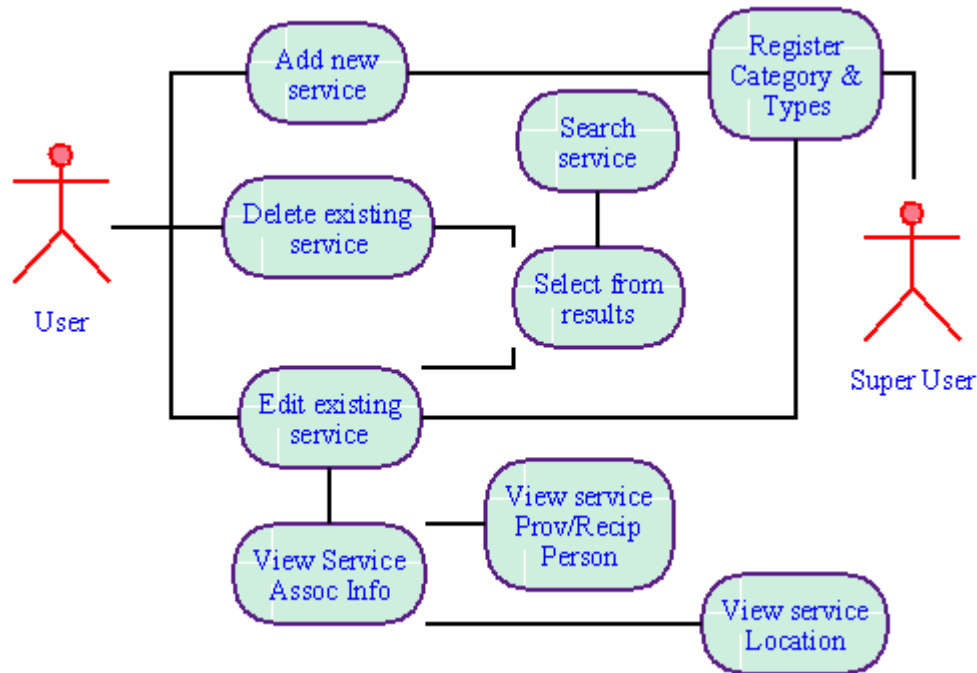 Add new
service
Register
Category &
Types
Search
service
Delete existing
service
Select from
results
User
Super User
Edit existing
service
View service
Prov/Recip
Person
View Service
Assoc Info
View service
Location